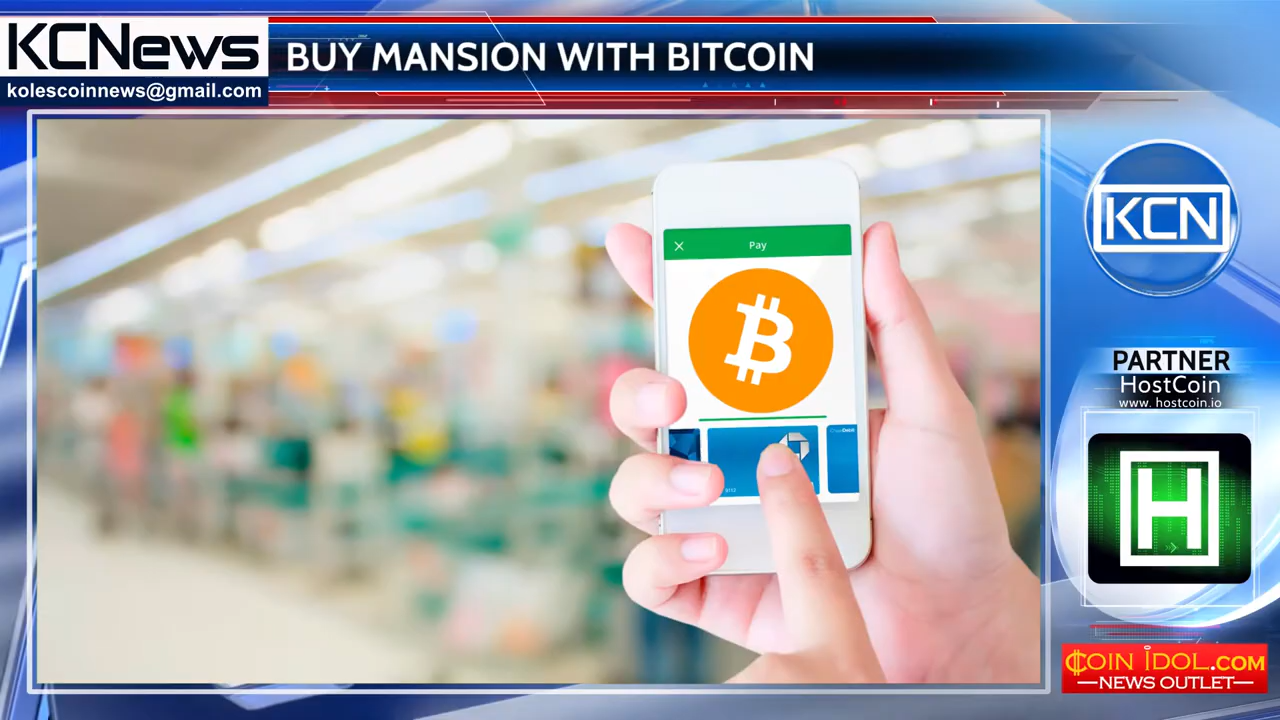 KCNews
kolescoinnews@gmail.com
BUY MANSION WITH BITCOIN
Pay
KCN
PARTNER
HostCoin
www. hostcoin.io
H
COIN IDOL.COM
—NEWS OUTLET—